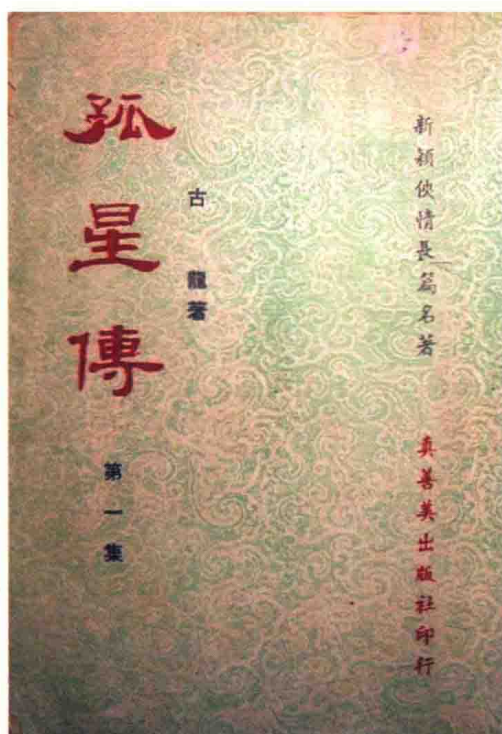 新穎俠情長篇名著
真善美出版社印行
古龍著
孤星傳
第一集